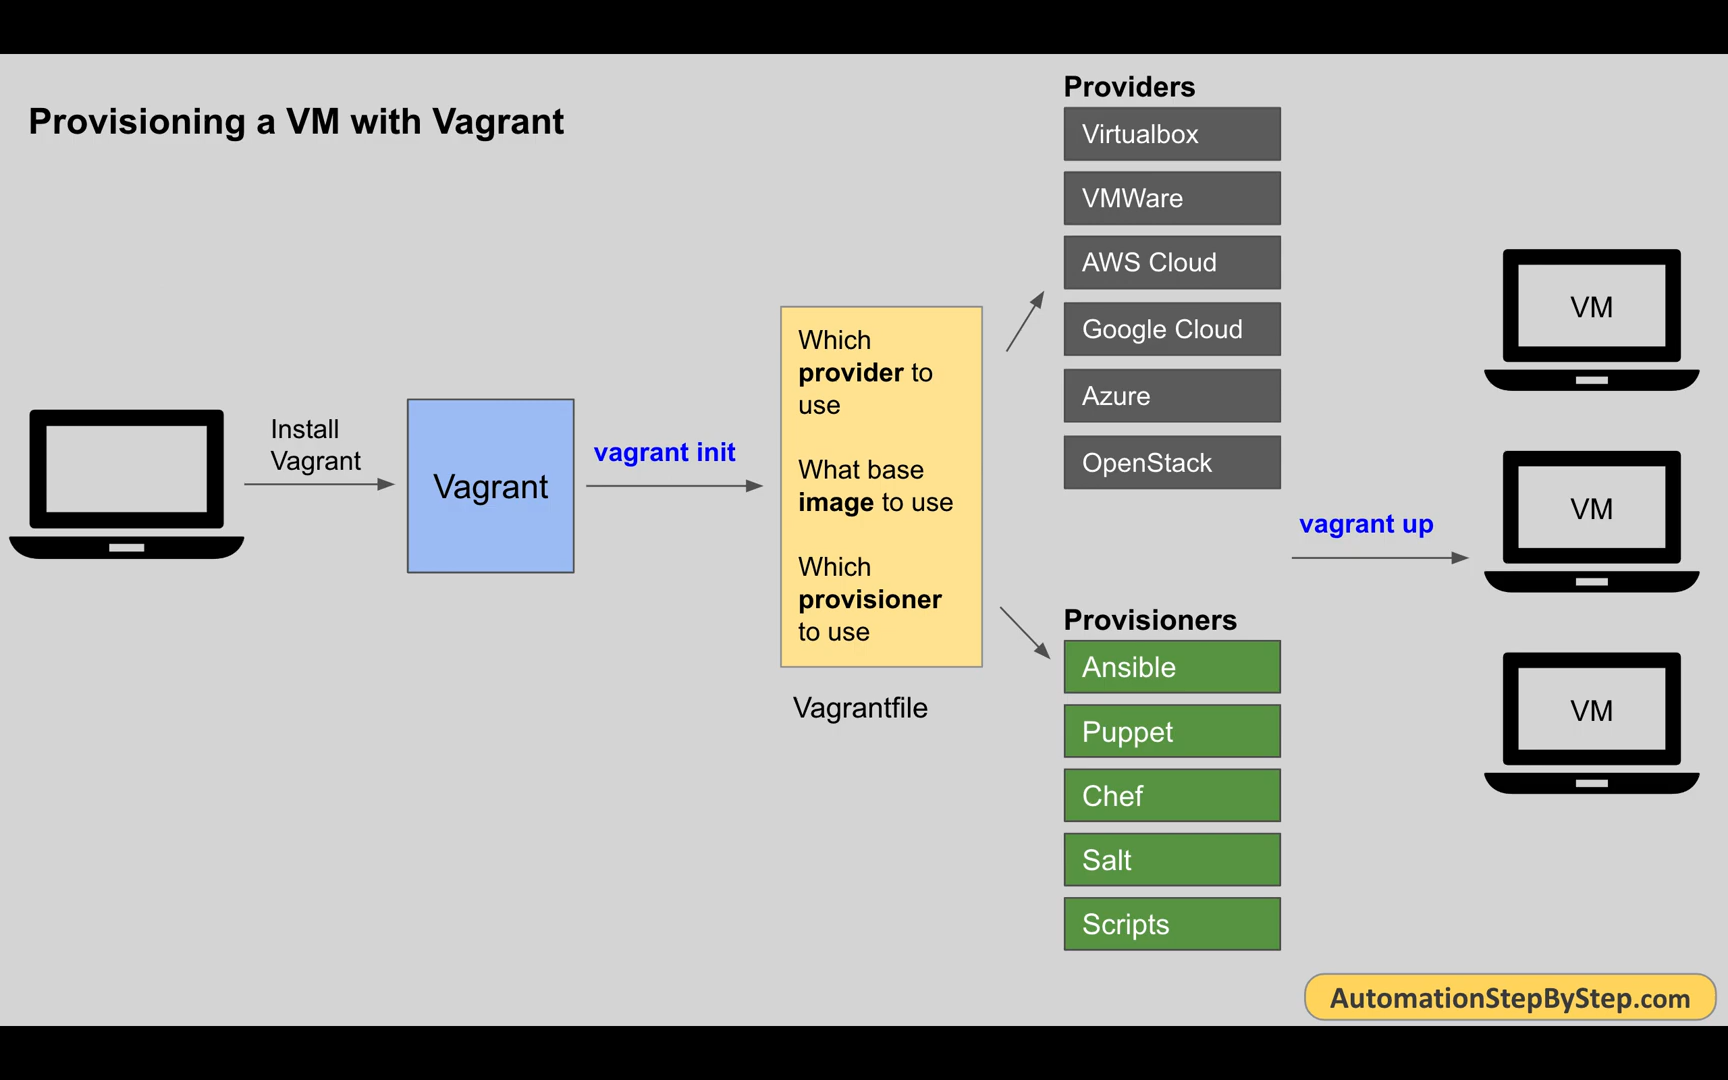 Provisioning a VM with Vagrant
Install
Vagrant
Vagrant
vagrant init
Which
provider to
use
What base
image to use
Which
provisioner
to use
Vagrantfile
Providers
Virtualbox
VMWare
AWS Cloud
Google Cloud
Azure
OpenStack
Provisioners
Ansible
Puppet
Chef
Salt
Scripts
vagrant up
VM
VM
VM
AutomationStepByStep.com